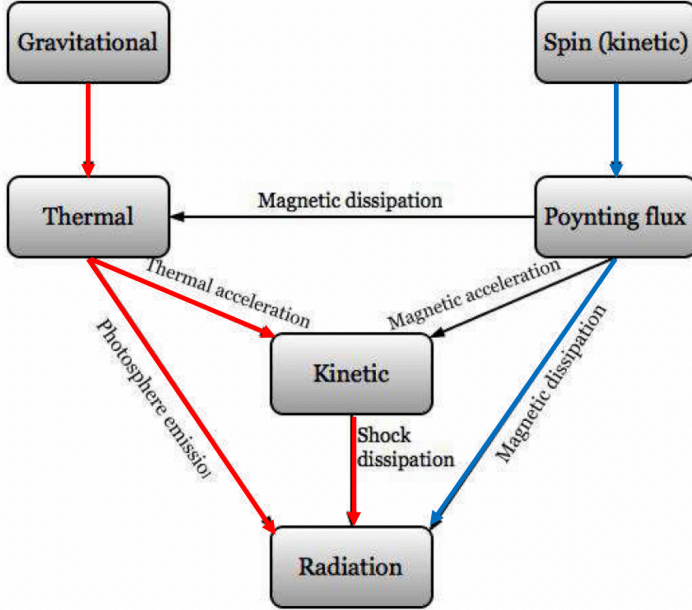 Gravitational
Spin (kinetic)
Thermal
Magnetic dissipation
Poynting flux
Thermal acceleration
Magnetic acceleration
Photosphere emissio
Kinetic
Magnetic dissipation
Shock
dissipation
Radiation